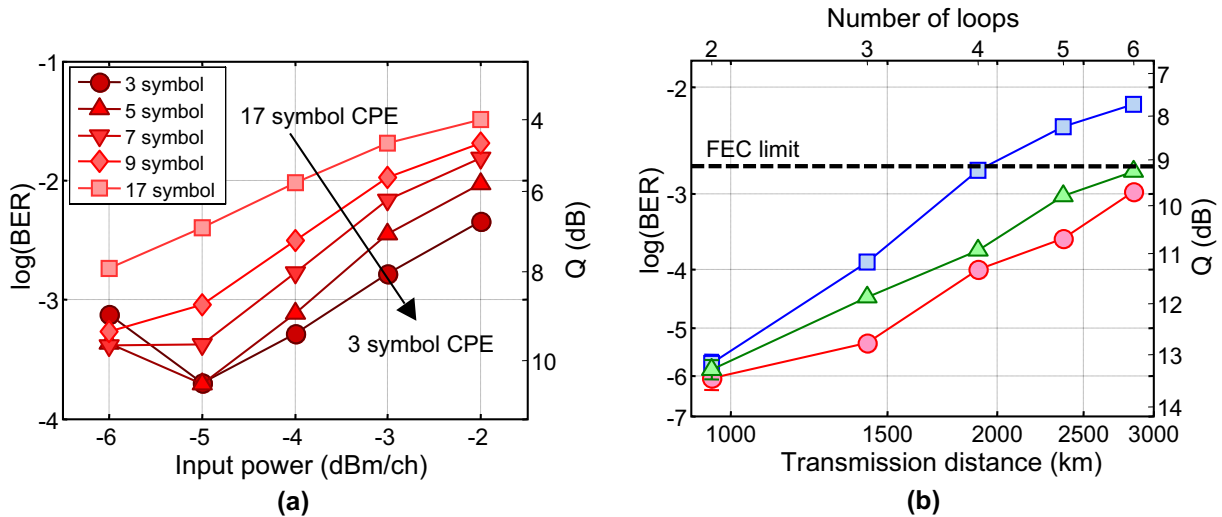 -1
-2
-3
-4
log(BER)
3 symbol
5 symbol
7 symbol
9 symbol
17 symbol
17 symbol CPE
3 symbol CPE
4
6
8
10
Q (dB)
-6 -5 -4 -3 -2
Input power (dBm/ch)
(a)
Number of loops
2 3 4 5 6
-2
-3
-4
-5
-6
-7
log(BER)
FEC limit
7
8
9
10
11
12
13
14
Q (dB)
1000 1500 2000 2500 3000
Transmission distance (km)
(b)